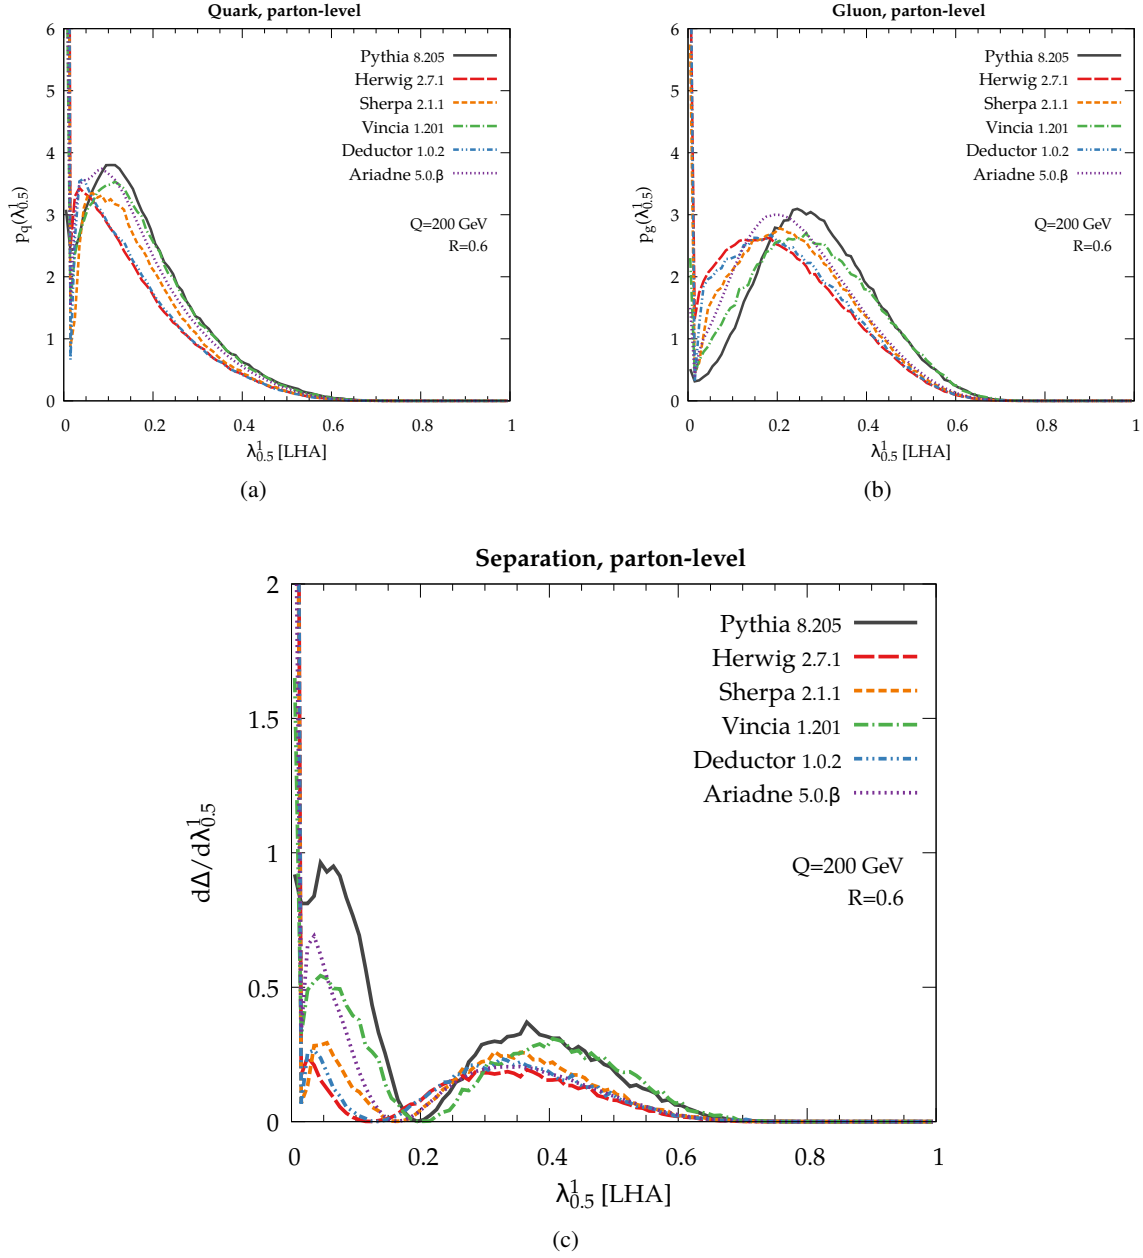 Quark, parton-level
p_q(λ^1_0.5)
6
5
4
3
2
1
0
Pythia 8.205
Herwig 2.7.1
Sherpa 2.1.1
Vincia 1.201
Deductor 1.0.2
Ariadne 5.0.β
Q=200 GeV
R=0.6
0 0.2 0.4 0.6 0.8 1
λ^1_0.5 [LHA]
(a)
Gluon, parton-level
p_g(λ^1_0.5)
6
5
4
3
2
1
0
Pythia 8.205
Herwig 2.7.1
Sherpa 2.1.1
Vincia 1.201
Deductor 1.0.2
Ariadne 5.0.β
Q=200 GeV
R=0.6
0 0.2 0.4 0.6 0.8 1
λ^1_0.5 [LHA]
(b)
Separation, parton-level
dΔ/dλ^1_0.5
2
1.5
1
0.5
0
Pythia 8.205
Herwig 2.7.1
Sherpa 2.1.1
Vincia 1.201
Deductor 1.0.2
Ariadne 5.0.β
Q=200 GeV
R=0.6
0 0.2 0.4 0.6 0.8 1
λ^1_0.5 [LHA]
(c)